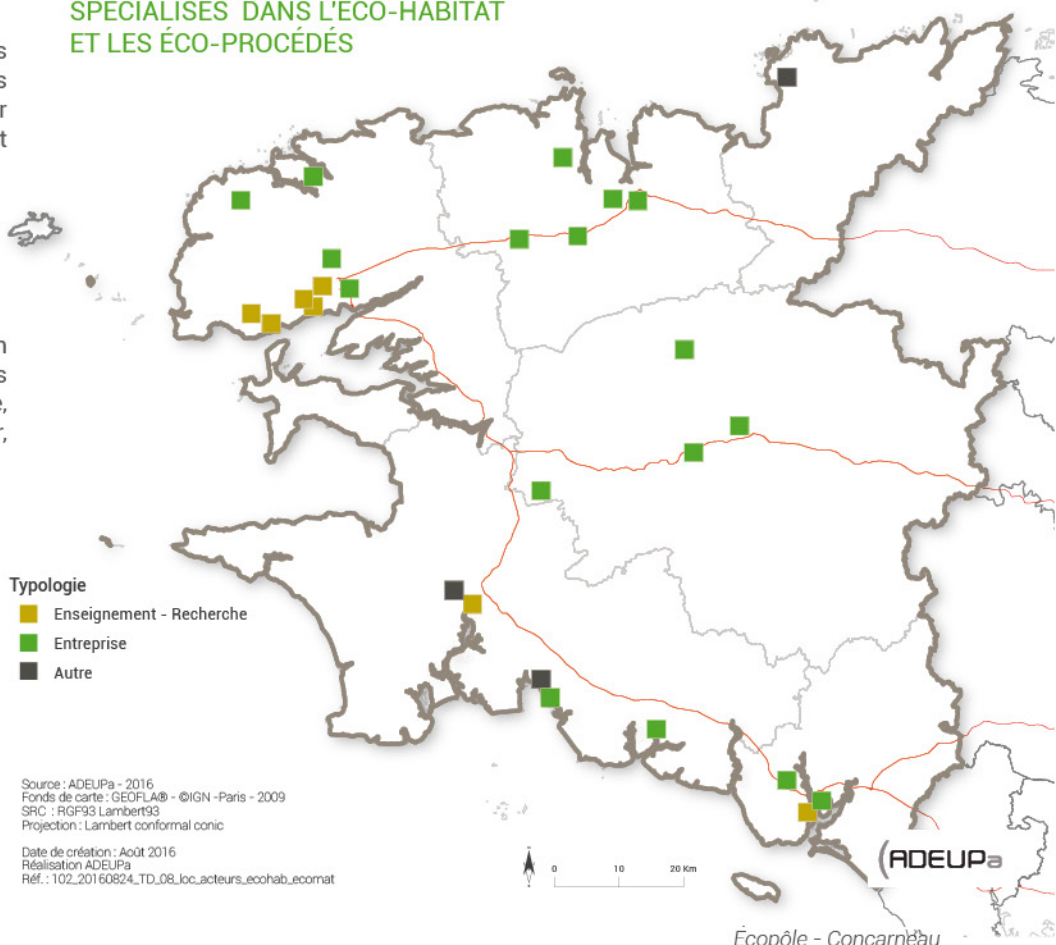 SPÉCIALISÉS DANS L'ÉCO-HABITAT
ET LES ÉCO-PROCÉDÉS
Typologie
Enseignement - Recherche
Entreprise
Autre
Source : ADEUPa - 2016
Fonds de carte : GEOFLA® - ©IGN -Paris - 2009
SRC : RGF93 Lambert93
Projection : Lambert conformal conic
Date de création : Août 2016
Réalisation ADEUPa
Réf. : 102_20160824_TD_08_loc_acteurs_ecohab_ecomat
0 10 20 Km
ADEUPa
Écopôle - Concarneau